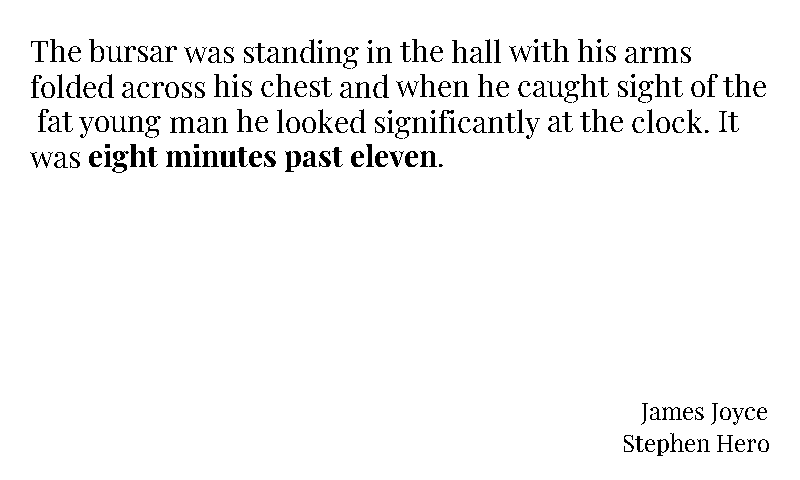 The bursar was standing in the hall with his arms
folded across his chest and when he caught sight of the
fat young man he looked significantly at the clock. It
was eight minutes past eleven.
James Joyce
Stephen Hero